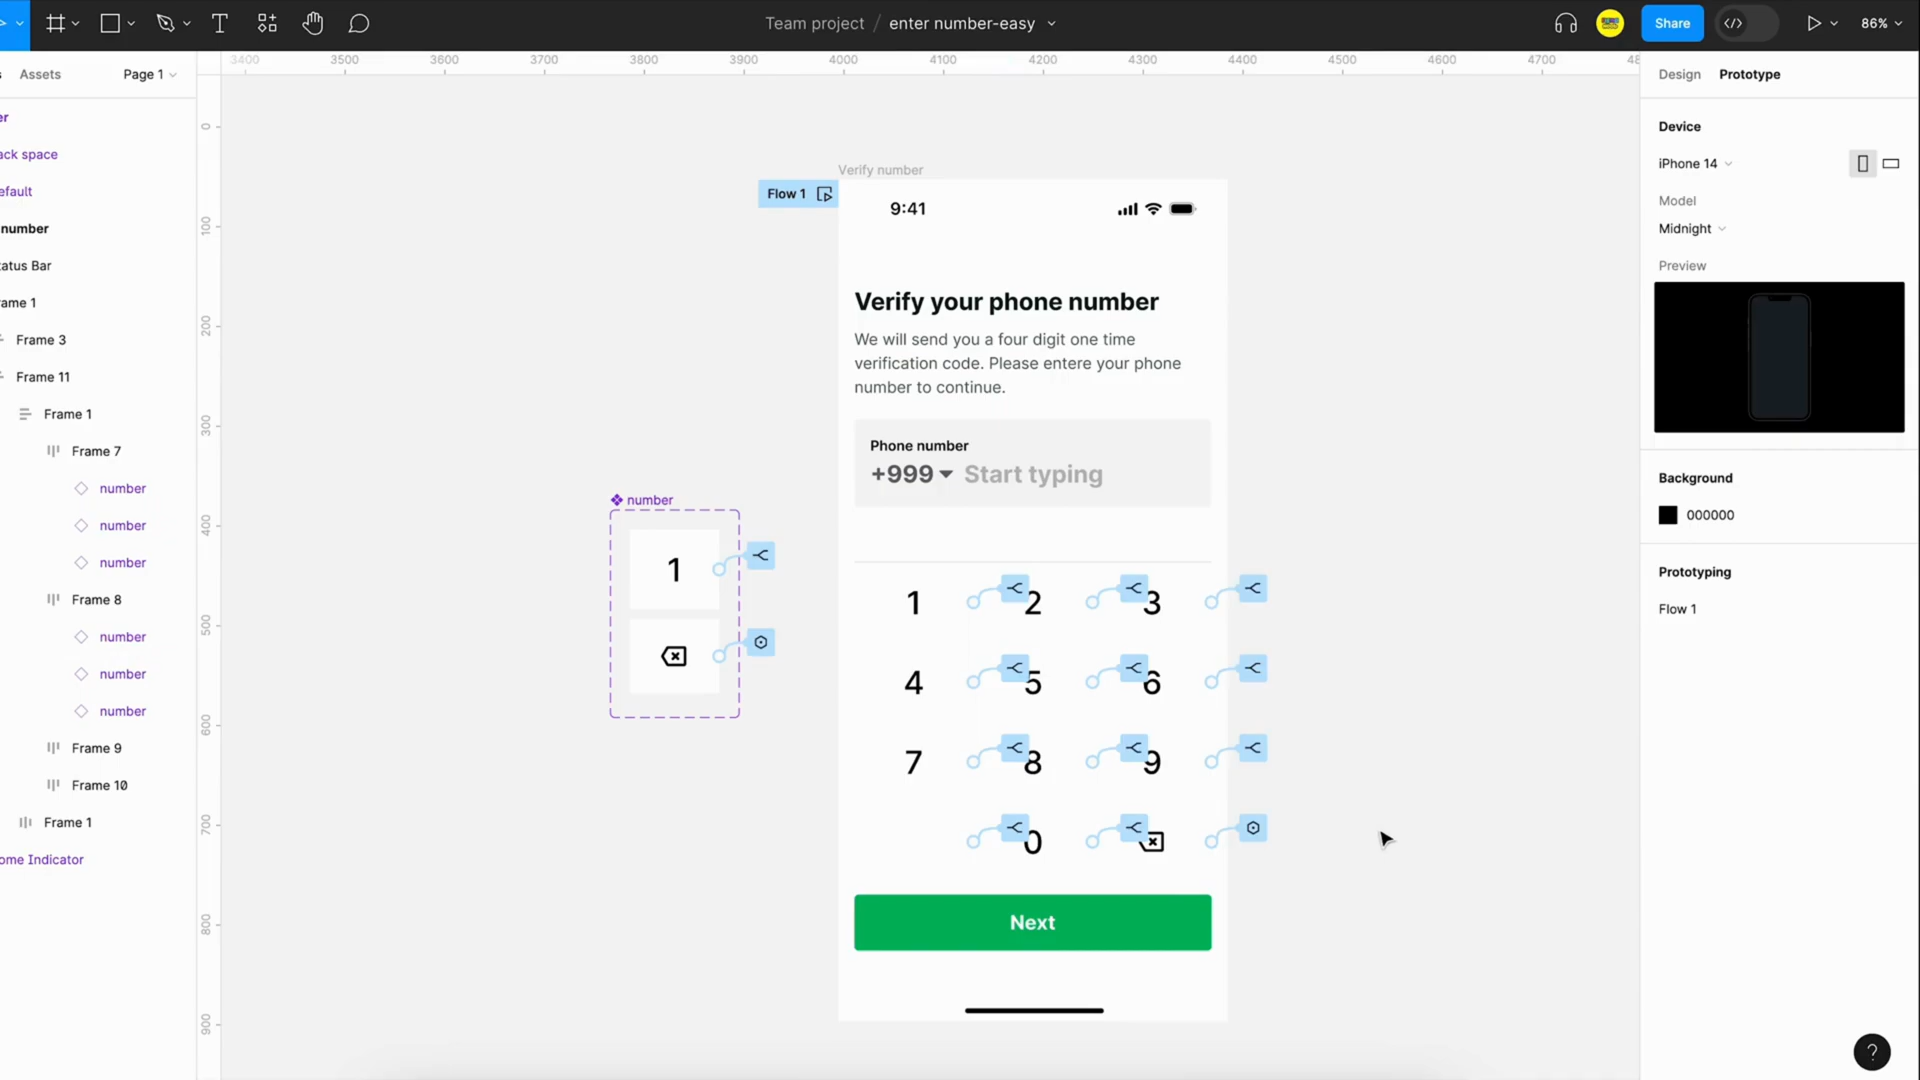 Team project / enter number-easy
Share
86%
3400 3500 3600 3700 3800 3900 4000 4100 4200 4300 4400 4500 4600 4700 48
s Assets Page 1
er
ack space
efault
number
tatus Bar
rame 1
Frame 3
Frame 11
Frame 1
Frame 7
number
number
number
Frame 8
number
number
number
Frame 9
Frame 10
Frame 1
ome Indicator
0
100
200
300
400
500
600
700
800
900
number
1
Verify number
Flow 1
9:41
Verify your phone number
We will send you a four digit one time
verification code. Please entere your phone
number to continue.
Phone number
+999 Start typing
1 2 3
4 5 6
7 8 9
0
Next
Design Prototype
Device
iPhone 14
Model
Midnight
Preview
Background
000000
Prototyping
Flow 1
?